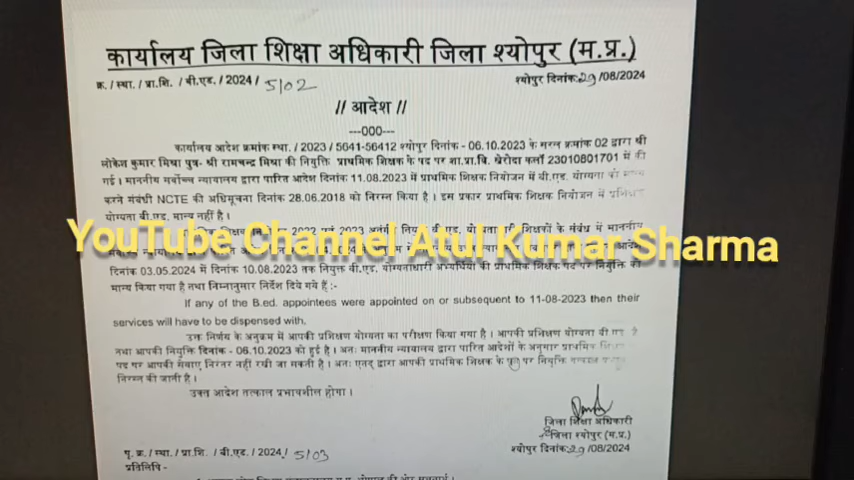 कार्यालय जिला शिक्षा अधिकारी जिला श्योपुर (म.प्र.)
क्र. /स्था. / प्रा.शि. / बी.एड. / 2024 / 5102
श्योपुर दिनांक 29/08/2024
// आदेश //
---000---
कार्यालय आदेश क्रमांक स्था. / 2023 / 5641-56412 श्योपुर दिनांक - 06.10.2023 के सरल क्रमांक 02 द्वारा श्री
लोकेश कुमार मिश्रा पुत्र- श्री रामचन्द्र मिश्रा की नियुक्ति प्राथमिक शिक्षक के पद पर शा.प्रा.वि. खेरोदा कलाँ 23010801701 में की
गई । माननीय सर्वोच्च न्यायालय द्वारा पारित आदेश दिनांक 11.08.2023 में प्राथमिक शिक्षक नियोजन में बी.एड. योग्यता को मान्य
करने संबंधी NCTE की अधिसूचना दिनांक 28.06.2018 को निरस्त किया है । इस प्रकार प्राथमिक शिक्षक नियोजन में
योग्यता बी.एड. मान्य नहीं है ।
शिक्षकों के संबंध में माननीय
YouTube Channel Atul Kumar Sharma
दिनांक 03.05.2024 में दिनांक 10.08.2023 तक नियुक्त बी.एड. योग्यताधारी अभ्यर्थियों की प्राथमिक शिक्षक पद पर नियुक्ति को
मान्य किया गया है तथा निम्नानुसार निर्देश दिये गये हैं :-
If any of the B.ed. appointees were appointed on or subsequent to 11-08-2023 then their
services will have to be dispensed with.
उक्त निर्णय के अनुक्रम में आपकी प्रशिक्षण योग्यता का परीक्षण किया गया है । आपकी प्रशिक्षण योग्यता बी.एड. है
तथा आपकी नियुक्ति दिनांक - 06.10.2023 को हुई है । अतः माननीय न्यायालय द्वारा पारित आदेशों के अनुसार प्राथमिक
पद पर आपकी सेवाएं निरंतर नहीं रखी जा सकती है । अतः एतद् द्वारा आपकी प्राथमिक शिक्षक के पद पर नियुक्ति तत्काल
निरस्त की जाती है ।
उक्त आदेश तत्काल प्रभावशील होगा ।
जिला शिक्षा अधिकारी
जिला श्योपुर (म.प्र.)
पृ. क्र. / स्था. / प्रा.शि. / बी.एड. / 2024 / 5103
श्योपुर दिनांक 29/08/2024
प्रतिलिपि -